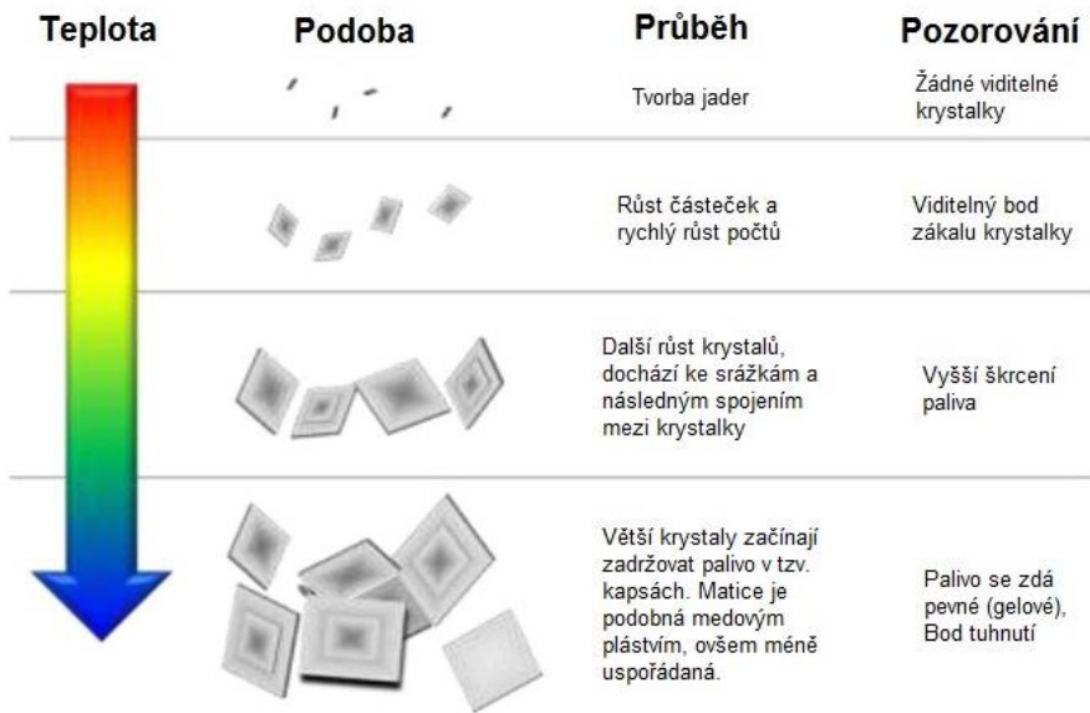 Teplota
Podoba
Průběh
Pozorování
Tvorba jader
Žádné viditelné
krystalky
Růst částeček a
rychlý růst počtů
Viditelný bod
zákalu krystalky
Další růst krystalů,
dochází ke srážkám a
následným spojením
mezi krystalky
Vyšší škrcení
paliva
Větší krystaly začínají
zadržovat palivo v tzv.
kapsách. Matice je
podobná medovým
plástvím, ovšem méně
uspořádaná.
Palivo se zdá
pevné (gelové),
Bod tuhnutí